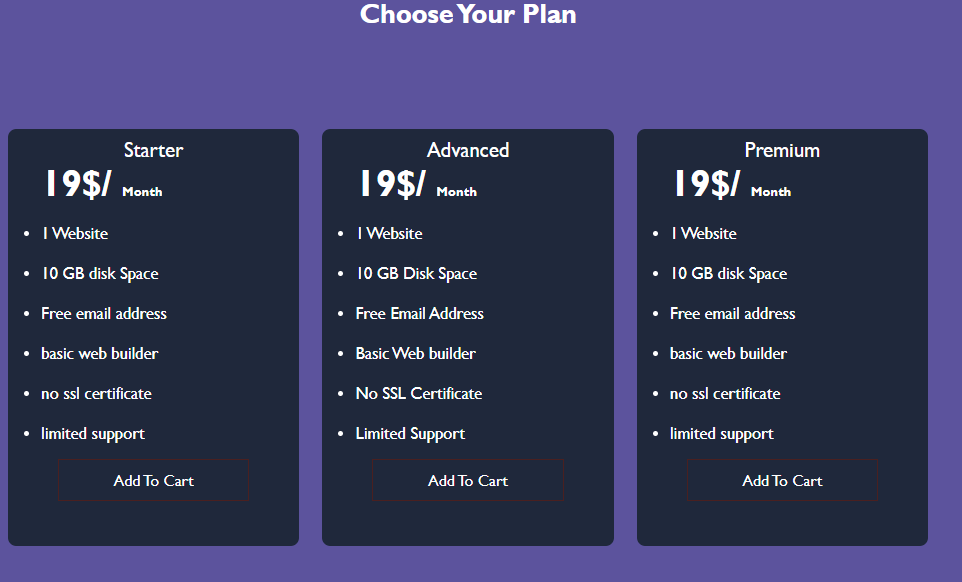 Choose Your Plan
Starter
19$/ Month
1 Website
10 GB disk Space
Free email address
basic web builder
no ssl certificate
limited support
Add To Cart
Advanced
19$/ Month
1 Website
10 GB Disk Space
Free Email Address
Basic Web builder
No SSL Certificate
Limited Support
Add To Cart
Premium
19$/ Month
1 Website
10 GB disk Space
Free email address
basic web builder
no ssl certificate
limited support
Add To Cart